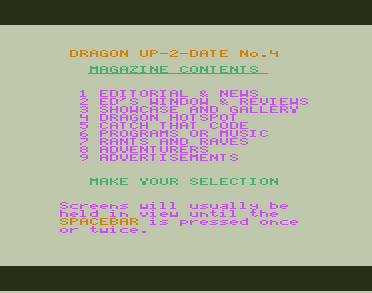 DRAGON UP-2-DATE No.4
MAGAZINE CONTENTS
1 EDITORIAL & NEWS
2 ED'S WINDOW & REVIEWS
3 SHOWCASE AND GALLERY
4 DRAGON HOTSPOT
5 CATCH THAT CODE
6 PROGRAMS OR MUSIC
7 RANTS AND RAVES
8 ADVENTURERS
9 ADVERTISEMENTS
MAKE YOUR SELECTION
Screens will usually be
held in view until the
SPACEBAR is pressed once
or twice.